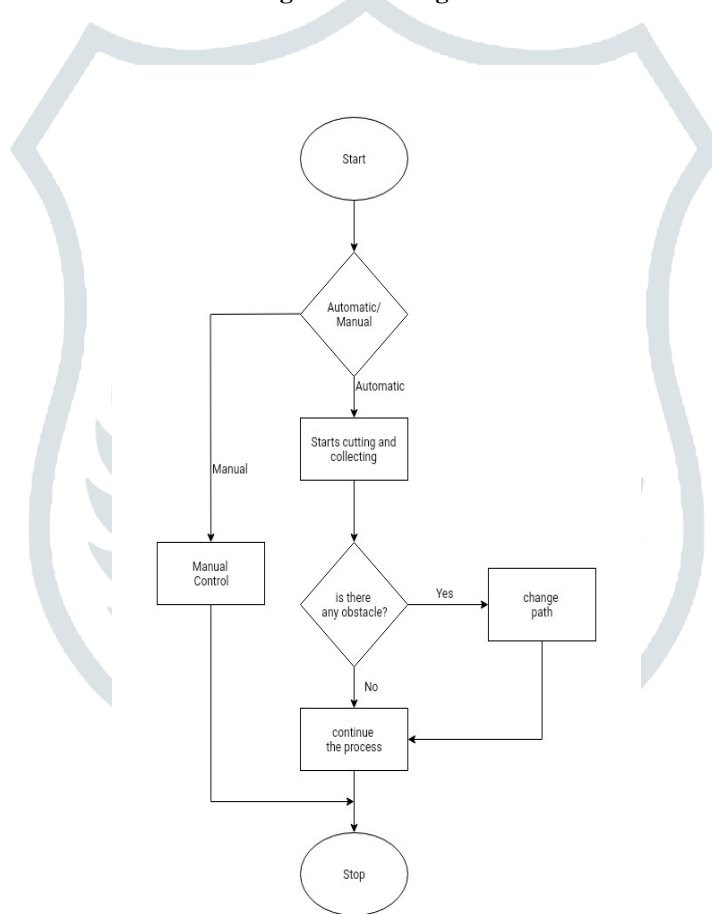 Start
Automatic/
Manual
Automatic
Starts cutting and
collecting
Manual
Manual
Control
is there
any obstacle?
Yes
change
path
No
continue
the process
Stop